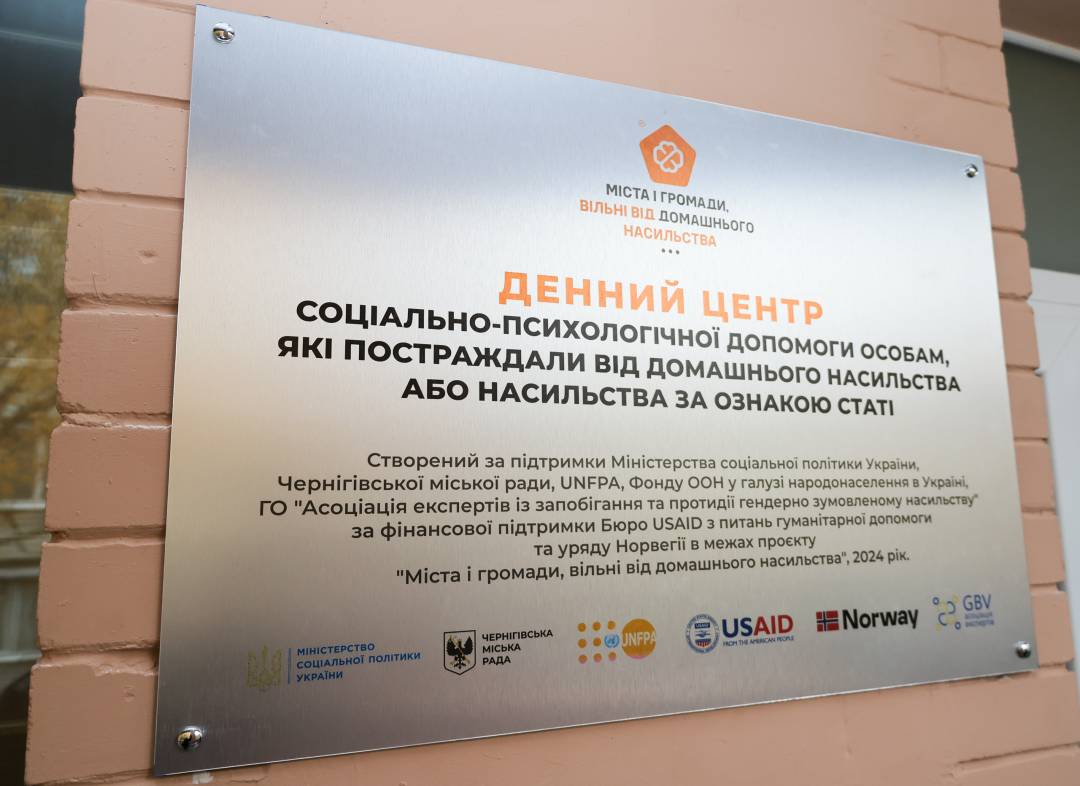 МІСТА І ГРОМАДИ,
ВІЛЬНІ ВІД ДОМАШНЬОГО
НАСИЛЬСТВА
ДЕННИЙ ЦЕНТР
СОЦІАЛЬНО-ПСИХОЛОГІЧНОЇ ДОПОМОГИ ОСОБАМ,
ЯКІ ПОСТРАЖДАЛИ ВІД ДОМАШНЬОГО НАСИЛЬСТВА
АБО НАСИЛЬСТВА ЗА ОЗНАКОЮ СТАТІ
Створений за підтримки Міністерства соціальної політики України,
Чернігівської міської ради, UNFPA, Фонду ООН у галузі народонаселення в Україні,
ГО "Асоціація експертів із запобігання та протидії гендерно зумовленому насильству"
за фінансової підтримки Бюро USAID з питань гуманітарної допомоги
та уряду Норвегії в межах проєкту
"Міста і громади, вільні від домашнього насильства", 2024 рік.
МІНІСТЕРСТВО
СОЦІАЛЬНОЇ ПОЛІТИКИ
УКРАЇНИ
ЧЕРНІГІВСЬКА
МІСЬКА
РАДА
UNFPA
USAID
FROM THE AMERICAN PEOPLE
Norway
GBV
асоціація
експертів